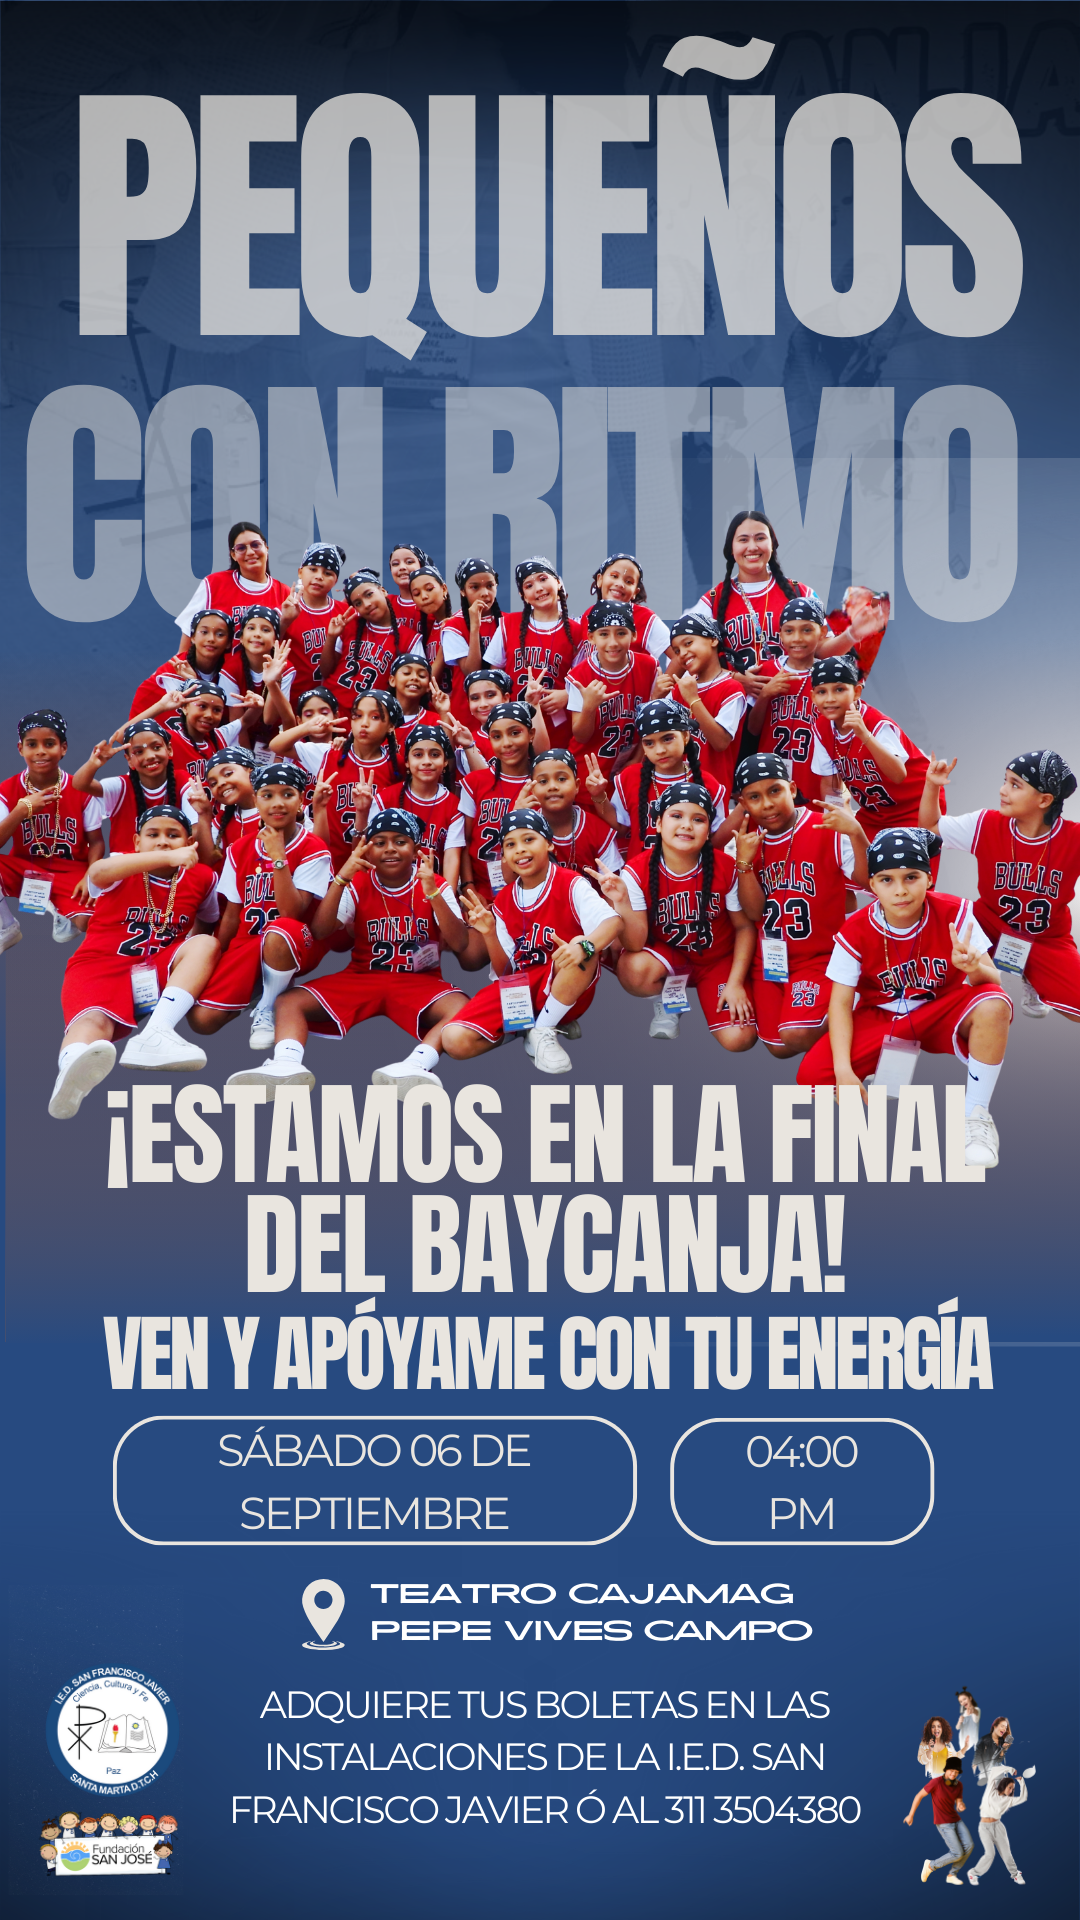 PEQUEÑOS
CON RITMO
BULLS
23
¡ESTAMOS EN LA FINAL
DEL BAYCANJA!
VEN Y APÓYAME CON TU ENERGÍA
SÁBADO 06 DE
SEPTIEMBRE
04:00
PM
TEATRO CAJAMAG
PEPE VIVES CAMPO
ADQUIERE TUS BOLETAS EN LAS
INSTALACIONES DE LA I.E.D. SAN
FRANCISCO JAVIER Ó AL 311 3504380
I.E.D. SAN FRANCISCO JAVIER
Ciencia, Cultura y Fe
Paz
SANTA MARTA D.T.C.H
Fundación
SAN JOSÉ